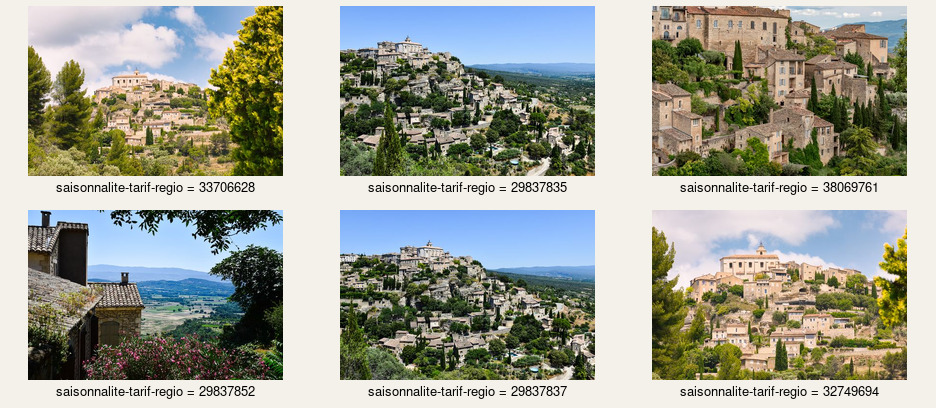 saisonnalite-tarif-regio = 33706628
saisonnalite-tarif-regio = 29837835
saisonnalite-tarif-regio = 38069761
saisonnalite-tarif-regio = 29837852
saisonnalite-tarif-regio = 29837837
saisonnalite-tarif-regio = 32749694